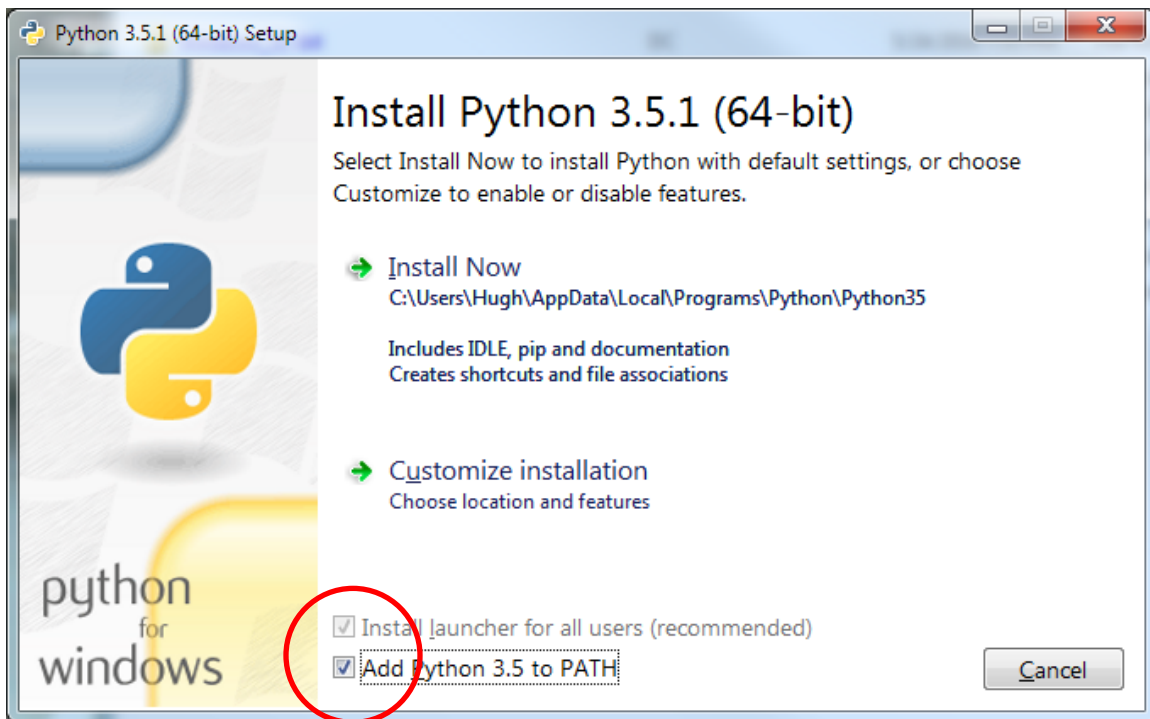 Python 3.5.1 (64-bit) Setup
Install Python 3.5.1 (64-bit)
Select Install Now to install Python with default settings, or choose
Customize to enable or disable features.
Install Now
C:\Users\Hugh\AppData\Local\Programs\Python\Python35
Includes IDLE, pip and documentation
Creates shortcuts and file associations
Customize installation
Choose location and features
python
for
windows
Install launcher for all users (recommended)
Add Python 3.5 to PATH
Cancel